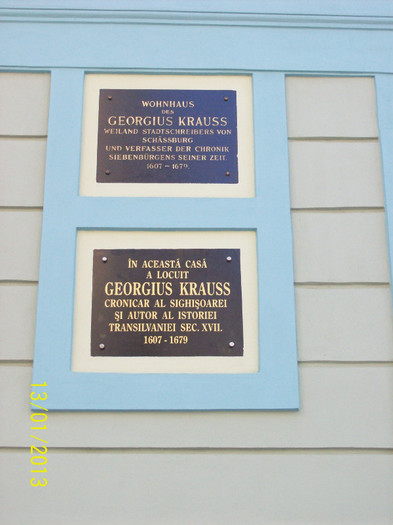 WOHNHAUS
DES
GEORGIUS KRAUSS
WEILAND STADTSCHREIBERS VON
SCHÄSSBURG
UND VERFASSER DER CHRONIK
SIEBENBÜRGENS SEINER ZEIT
1607 – 1679.
ÎN ACEASTĂ CASĂ
A LOCUIT
GEORGIUS KRAUSS
CRONICAR AL SIGHIȘOAREI
ȘI AUTOR AL ISTORIEI
TRANSILVANIEI SEC. XVII.
1607 - 1679
13/01/2013